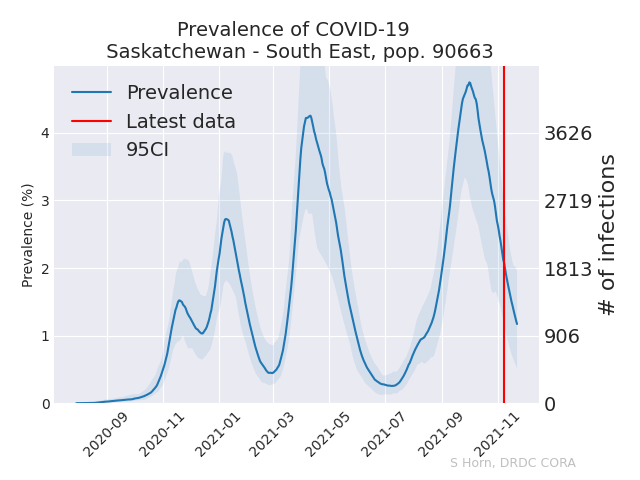 Prevalence of COVID-19
Saskatchewan - South East, pop. 90663
Prevalence
Latest data
95CI
Prevalence (%)
4
3
2
1
0
3626
2719
1813
906
0
# of infections
2020-09
2020-11
2021-01
2021-03
2021-05
2021-07
2021-09
2021-11
S Horn, DRDC CORA